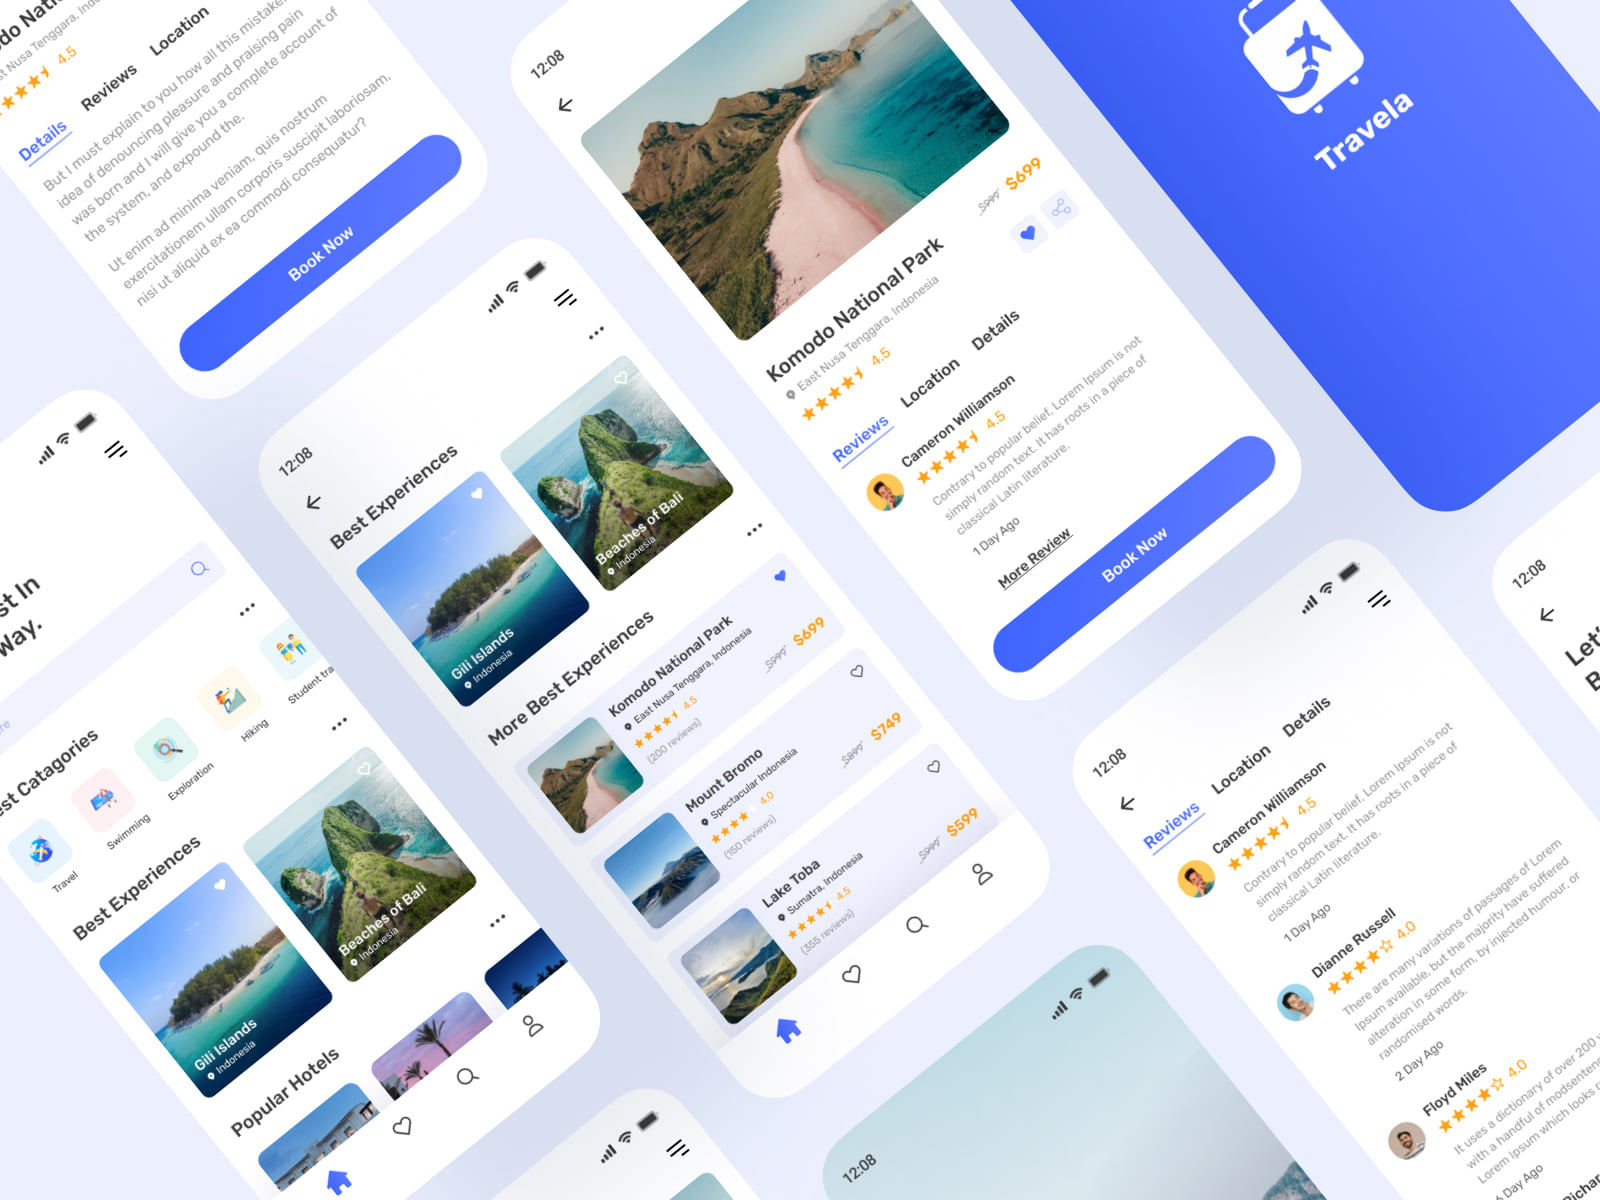 Komodo National Park
East Nusa Tenggara, Indonesia
4.5
Details
Reviews
Location
But I must explain to you how all this mistaken
idea of denouncing pleasure and praising pain
was born and I will give you a complete account of
the system, and expound the.
Ut enim ad minima veniam, quis nostrum
exercitationem ullam corporis suscipit laboriosam,
nisi ut aliquid ex ea commodi consequatur?
Book Now
12:08
$999
$699
Komodo National Park
East Nusa Tenggara, Indonesia
4.5
Reviews
Location
Details
Cameron Williamson
4.5
Contrary to popular belief, Lorem Ipsum is not
simply random text. It has roots in a piece of
classical Latin literature.
1 Day Ago
More Review
Book Now
Travela
12:08
Best Experiences
Gili Islands
Indonesia
Beaches of Bali
Indonesia
More Best Experiences
Komodo National Park
East Nusa Tenggara, Indonesia
4.5
(200 reviews)
$999
$699
Mount Bromo
Spectacular Indonesia
4.0
(150 reviews)
$899
$749
Lake Toba
Sumatra, Indonesia
4.5
(355 reviews)
$999
$599
In
Way.
Catagories
Travel
Swimming
Exploration
Hiking
Student
Best Experiences
Gili Islands
Indonesia
Beaches of Bali
Indonesia
Popular Hotels
12:08
Reviews
Location
Details
Cameron Williamson
4.5
Contrary to popular belief, Lorem Ipsum is not
simply random text. It has roots in a piece of
classical Latin literature.
1 Day Ago
Dianne Russell
4.0
There are many variations of passages of Lorem
Ipsum available, but the majority have suffered
alteration in some form, by injected humour, or
randomised words.
2 Day Ago
Floyd Miles
4.0
It uses a dictionary of over 200
with a handful of
Lorem Ipsum which looks
Day Ago
12:08
12:08